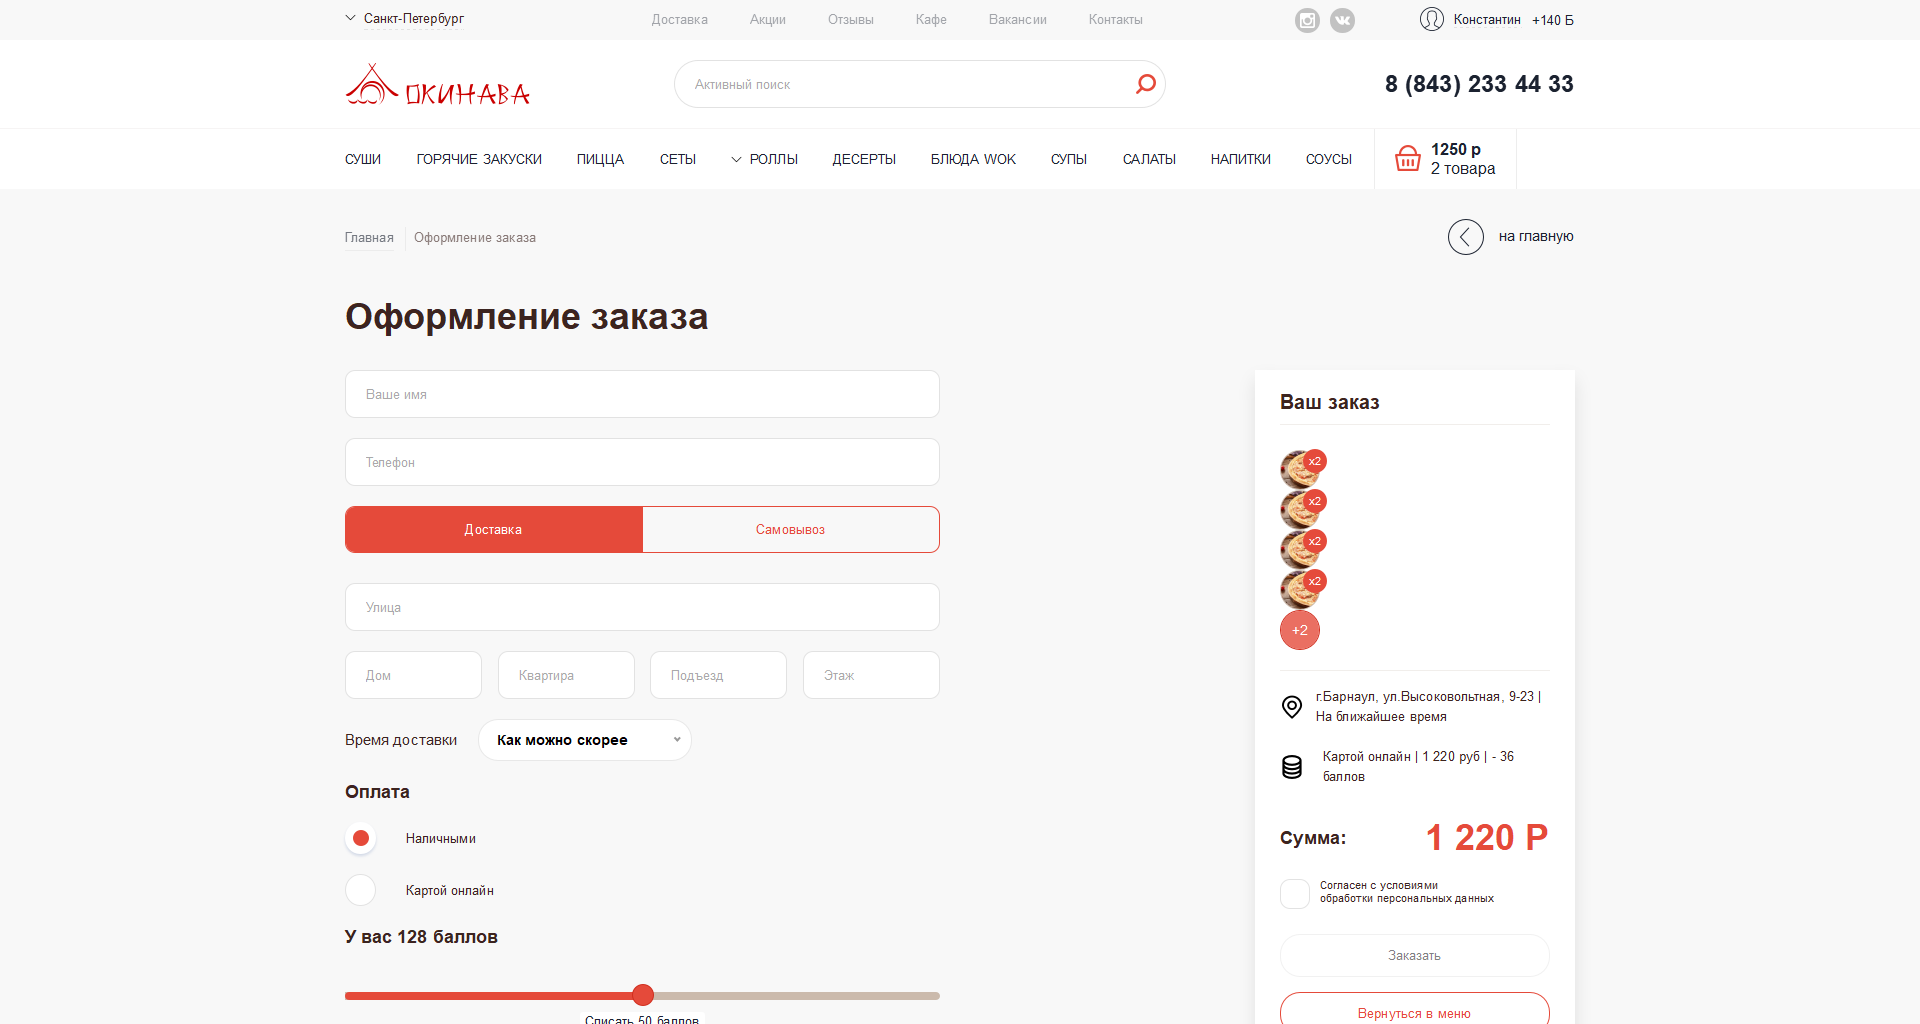 Санкт-Петербург
Доставка Акции Отзывы Кафе Вакансии Контакты
Константин +140 Б
ОКИНАВА
Активный поиск
8 (843) 233 44 33
СУШИ ГОРЯЧИЕ ЗАКУСКИ ПИЦЦА СЕТЫ РОЛЛЫ ДЕСЕРТЫ БЛЮДА WOK СУПЫ САЛАТЫ НАПИТКИ СОУСЫ
1250 р
2 товара
Главная Оформление заказа
на главную
Оформление заказа
Ваше имя
Телефон
Доставка Самовывоз
Улица
Дом Квартира Подъезд Этаж
Время доставки Как можно скорее
Оплата
Наличными
Картой онлайн
У вас 128 баллов
Списать 50 баллов
Ваш заказ
x2
x2
x2
x2
+2
г.Барнаул, ул.Высоковольтная, 9-23 |
На ближайшее время
Картой онлайн | 1 220 руб | - 36
баллов
Сумма: 1 220 Р
Согласен с условиями
обработки персональных данных
Заказать
Вернуться в меню